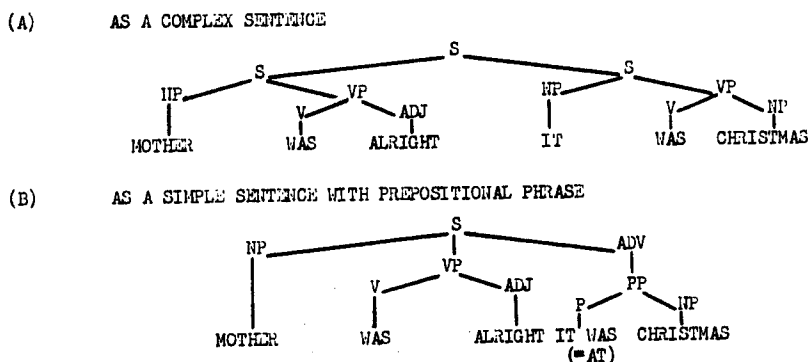 (A) AS A COMPLEX SENTENCE
S
S S
NP VP NP VP
V ADJ V NP
MOTHER WAS ALRIGHT IT WAS CHRISTMAS
(B) AS A SIMPLE SENTENCE WITH PREPOSITIONAL PHRASE
S
NP VP ADV
V ADJ PP
P NP
MOTHER WAS ALRIGHT IT WAS CHRISTMAS
(=AT)